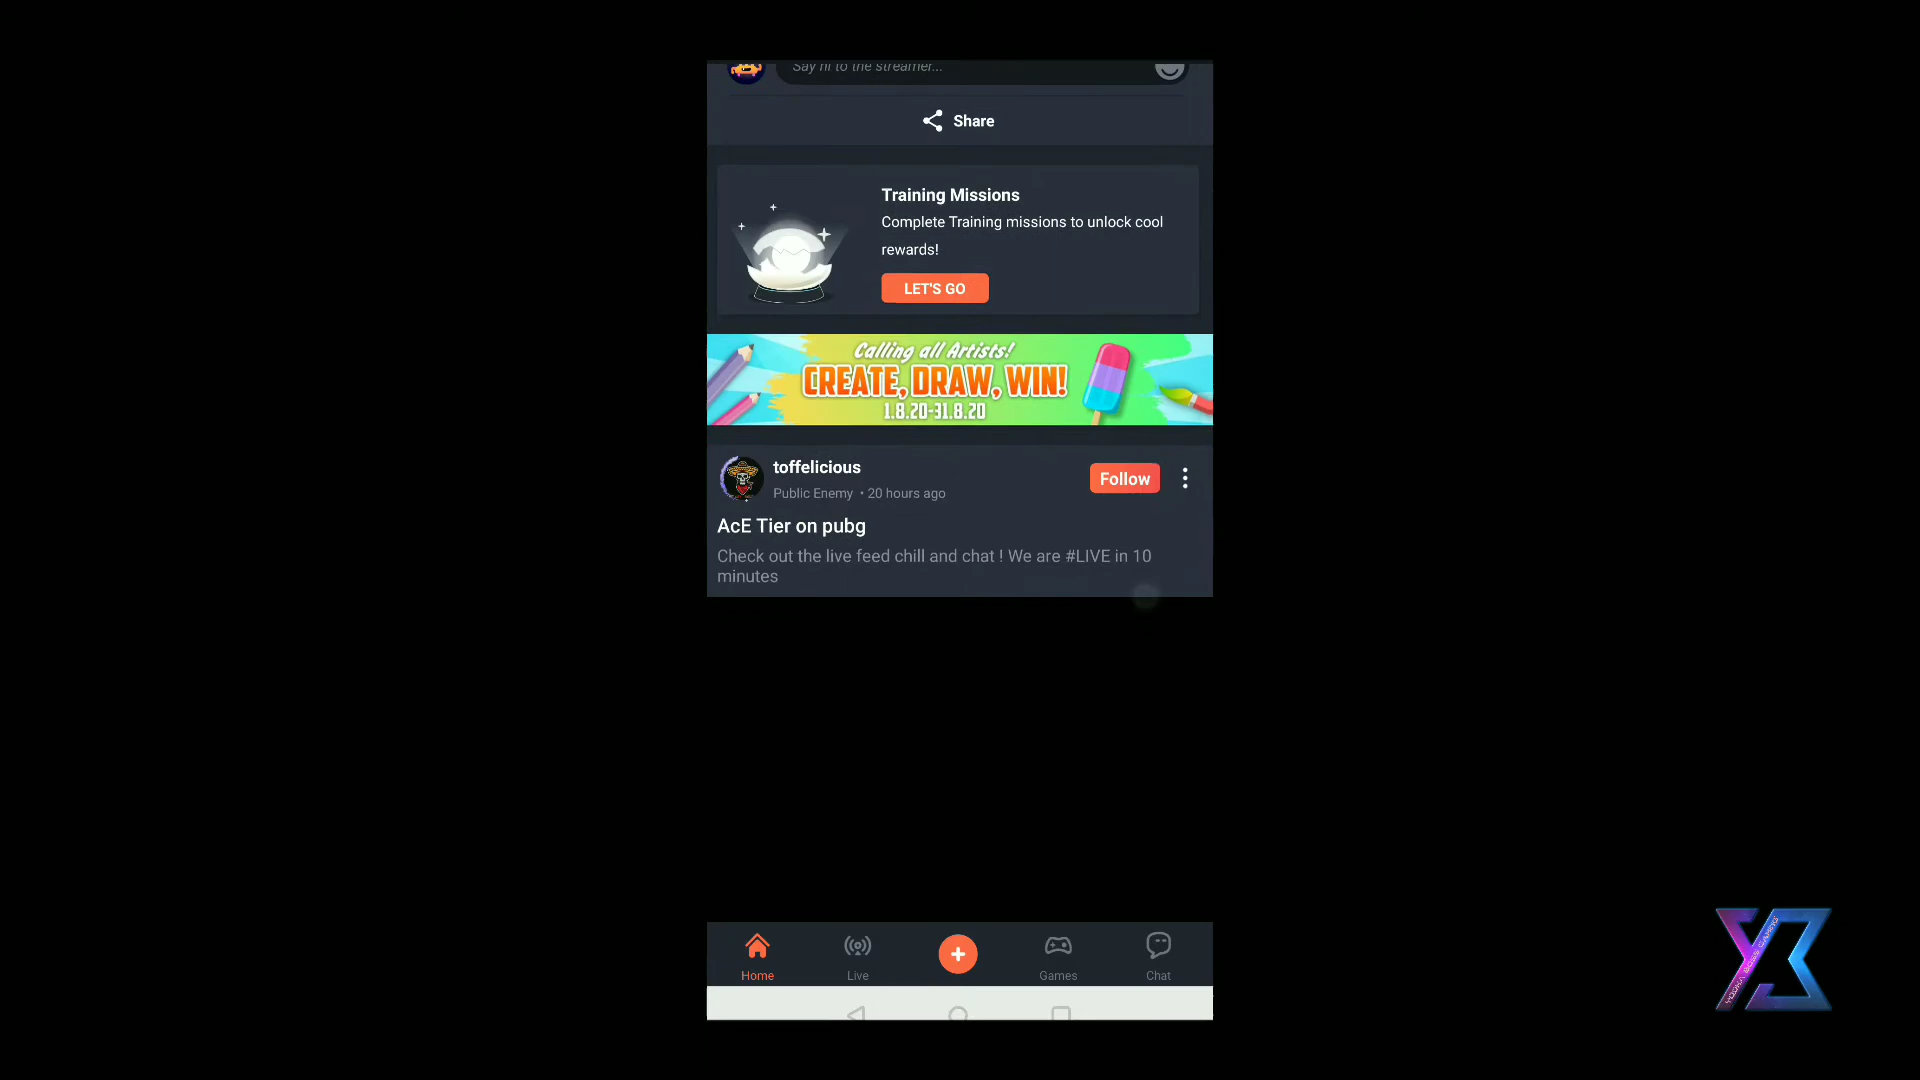 Say hi to the streamer...
Share
Training Missions
Complete Training missions to unlock cool
rewards!
LET'S GO
Calling all Artists!
CREATE, DRAW, WIN!
1.8.20-31.8.20
toffelicious
Public Enemy • 20 hours ago
Follow
AcE Tier on pubg
Check out the live feed chill and chat ! We are #LIVE in 10
minutes
Home
Live
Games
Chat